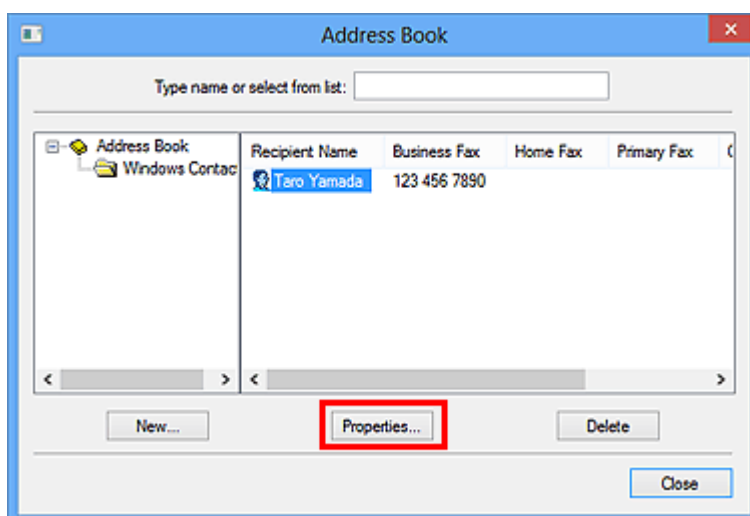 Address Book
Type name or select from list:
Address Book
Windows Contac
Recipient Name Business Fax Home Fax Primary Fax
Taro Yamada 123 456 7890
New... Properties... Delete
Close